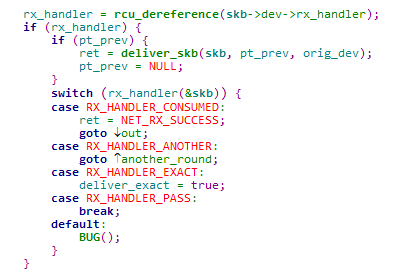 rx_handler = rcu_dereference(skb->dev->rx_handler);
if (rx_handler) {
    if (pt_prev) {
        ret = deliver_skb(skb, pt_prev, orig_dev);
        pt_prev = NULL;
    }
    switch (rx_handler(&skb)) {
    case RX_HANDLER_CONSUMED:
        ret = NET_RX_SUCCESS;
        goto ↓out;
    case RX_HANDLER_ANOTHER:
        goto ↑another_round;
    case RX_HANDLER_EXACT:
        deliver_exact = true;
    case RX_HANDLER_PASS:
        break;
    default:
        BUG();
    }
}